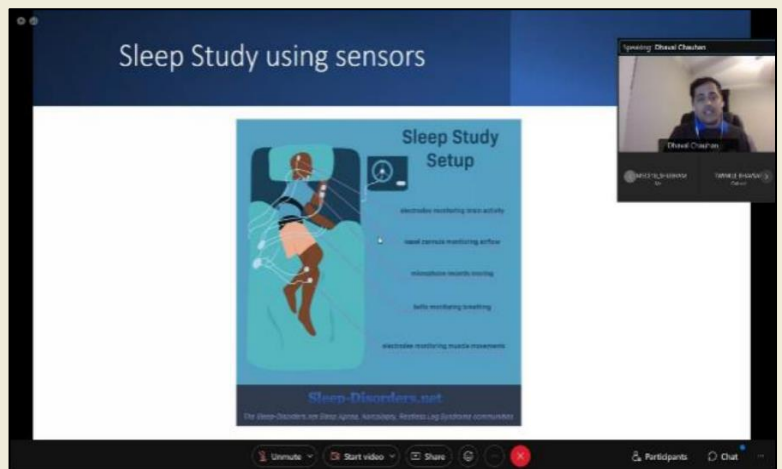 Sleep Study using sensors
Speaking: Dhaval Chauhan
Dhaval Chauhan
Sleep Study
Setup
electrodes monitoring brain activity
nasal cannula monitoring airflow
microphone records snoring
belts monitoring breathing
electrodes monitoring muscle movements
Sleep-Disorders.net
The Sleep-Disorders.net Sleep Apnea, Narcolepsy, Restless Leg Syndrome communities
Unmute
Start video
Share
Participants
Chat